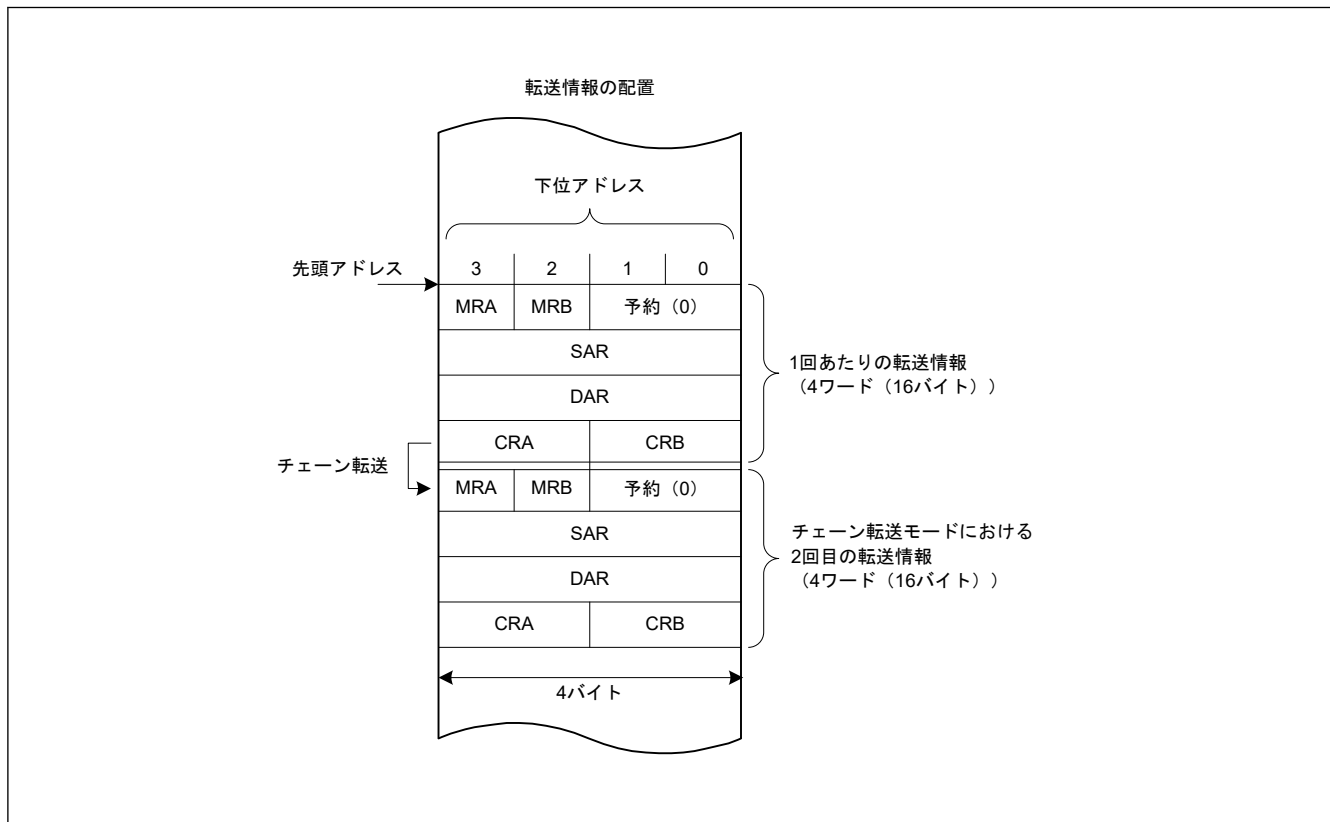 転送情報の配置
下位アドレス
先頭アドレス
3 2 1 0
MRA MRB 予約（0）
SAR
DAR
CRA CRB
1回あたりの転送情報
（4ワード（16バイト））
チェーン転送
MRA MRB 予約（0）
SAR
DAR
CRA CRB
チェーン転送モードにおける
2回目の転送情報
（4ワード（16バイト））
4バイト